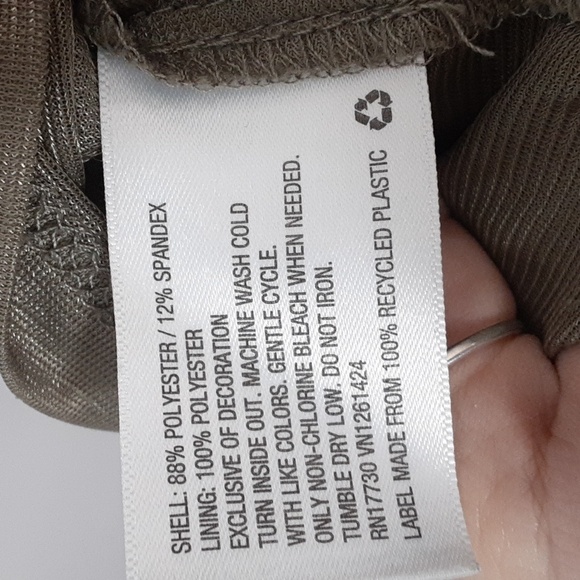 SHELL: 88% POLYESTER / 12% SPANDEX
LINING: 100% POLYESTER
EXCLUSIVE OF DECORATION
TURN INSIDE OUT. MACHINE WASH COLD
WITH LIKE COLORS. GENTLE CYCLE.
ONLY NON-CHLORINE BLEACH WHEN NEEDED.
TUMBLE DRY LOW. DO NOT IRON.
RN17730 VN1261424
LABEL MADE FROM 100% RECYCLED PLASTIC